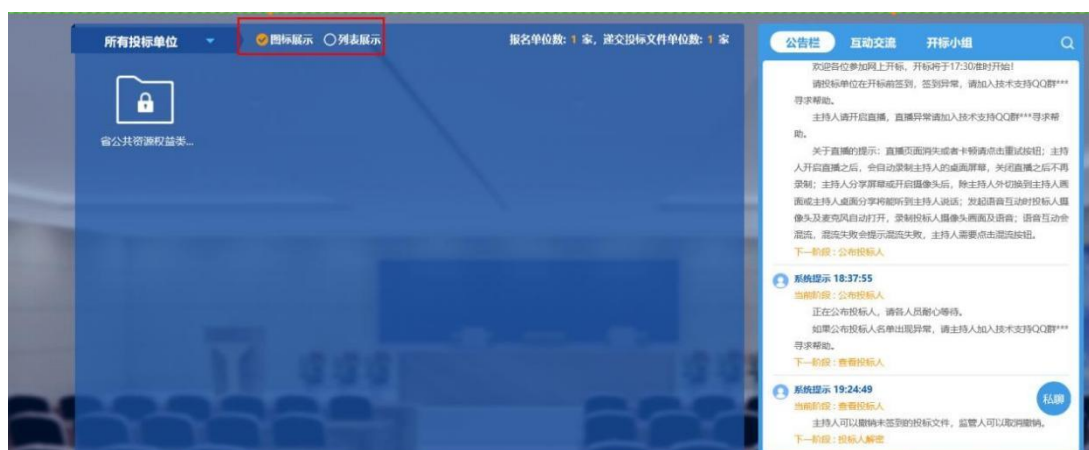 所有投标单位 图标展示 列表展示 报名单位数: 1 家, 递交投标文件单位数: 1 家
省公共资源权益类...
公告栏 互动交流 开标小组
欢迎各位参加网上开标，开标将于17:30准时开始！
请投标单位在开标前签到，签到异常，请加入技术支持QQ群***
寻求帮助。
主持人请开启直播，直播异常请加入技术支持QQ群***寻求帮
助。
关于直播的提示：直播页面消失或者卡顿请点击重试按钮；主持
人开启直播之后，会自动录制主持人的桌面屏幕，关闭直播之后不再
录制；主持人分享屏幕或开启摄像头后，除主持人外切换到主持人画
面或主持人桌面分享将能听到主持人说话；发起语音互动时投标人摄
像头及麦克风自动打开，录制投标人摄像头画面及语音；语音互动会
混流，混流失败会提示混流失败，主持人需要点击混流按钮。
下一阶段：公布投标人
系统提示 18:37:55
当前阶段：公布投标人
正在公布投标人，请各人员耐心等待。
如果公布投标人名单出现异常，请主持人加入技术支持QQ群***
寻求帮助。
下一阶段：查看投标人
系统提示 19:24:49
当前阶段：查看投标人
主持人可以撤销未签到的投标文件，监管人可以取消撤销。
下一阶段：投标人解密
私聊